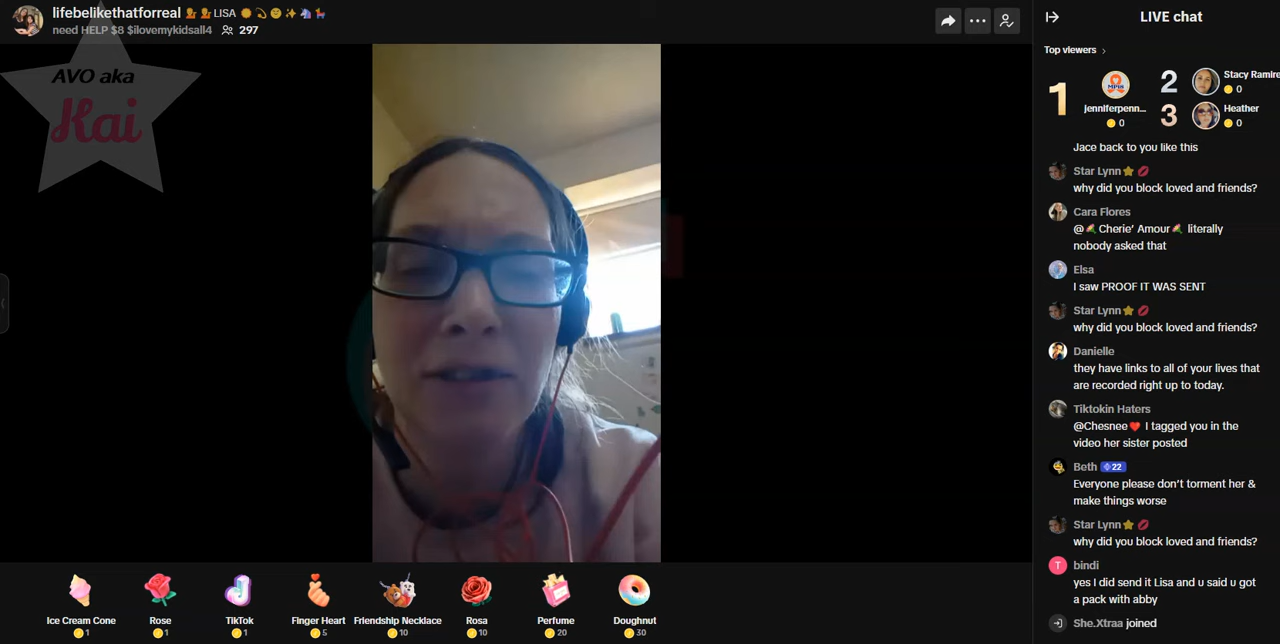 lifebelikethatforreal LISA
need HELP $8 $ilovemykidsall4 297
AVO aka
Kai
LIVE chat
Top viewers >
1
jenniferpenn...
0
2
Stacy Ramire
0
3
Heather
0
Jace back to you like this
Star Lynn
why did you block loved and friends?
Cara Flores
@ Cherie' Amour literally
nobody asked that
Elsa
I saw PROOF IT WAS SENT
Star Lynn
why did you block loved and friends?
Danielle
they have links to all of your lives that
are recorded right up to today.
Tiktokin Haters
@Chesnee I tagged you in the
video her sister posted
Beth 22
Everyone please don't torment her &
make things worse
Star Lynn
why did you block loved and friends?
T bindi
yes I did send it Lisa and u said u got
a pack with abby
She.Xtraa joined
Ice Cream Cone
1
Rose
1
TikTok
1
Finger Heart
5
Friendship Necklace
10
Rosa
10
Perfume
20
Doughnut
30